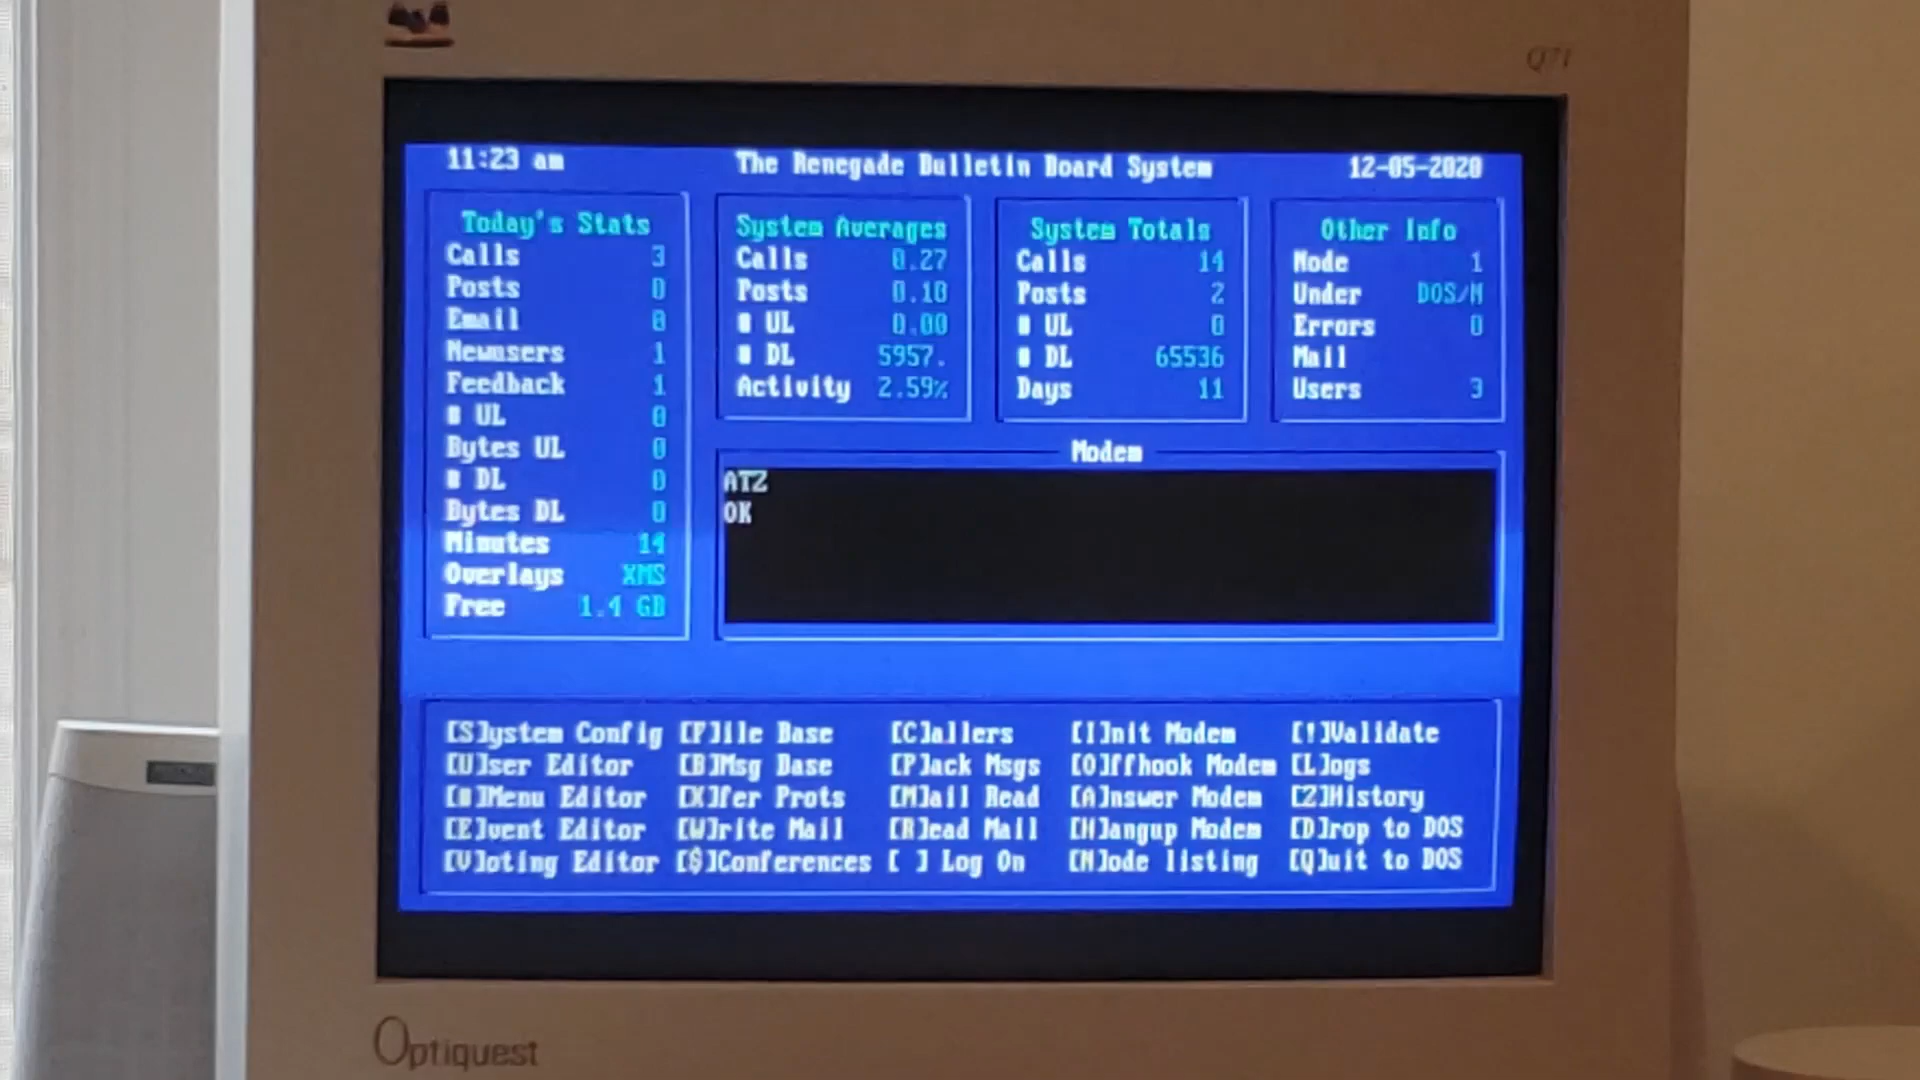 Q71
11:23 am The Renegade Bulletin Board System 12-05-2020
Today's Stats
Calls 3
Posts 0
Email 0
Newusers 1
Feedback 1
# UL 0
Bytes UL 0
# DL 0
Bytes DL 0
Minutes 14
Overlays XMS
Free 1.4 GB
System Averages
Calls 0.27
Posts 0.18
# UL 0.00
# DL 5957.
Activity 2.59%
System Totals
Calls 14
Posts 2
# UL 0
# DL 65536
Days 11
Other Info
Node 1
Under DOS/N
Errors 0
Mail
Users 3
Modem
ATZ
OK
[S]ystem Config [F]ile Base [C]allers [I]nit Modem [!]Validate
[U]ser Editor [B]Msg Base [P]ack Msgs [O]ffhook Modem [L]ogs
[#]Menu Editor [X]fer Prots [M]ail Read [A]nswer Modem [Z]History
[E]vent Editor [W]rite Mail [R]ead Mail [H]angup Modem [D]rop to DOS
[V]oting Editor [$]Conferences [ ] Log On [N]ode listing [Q]uit to DOS
Optiquest